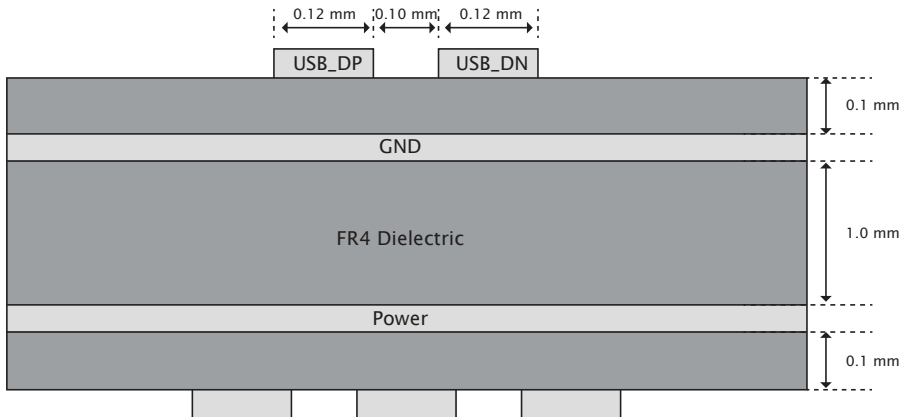 0.12 mm 0.10 mm 0.12 mm
USB_DP USB_DN
0.1 mm
GND
FR4 Dielectric
1.0 mm
Power
0.1 mm